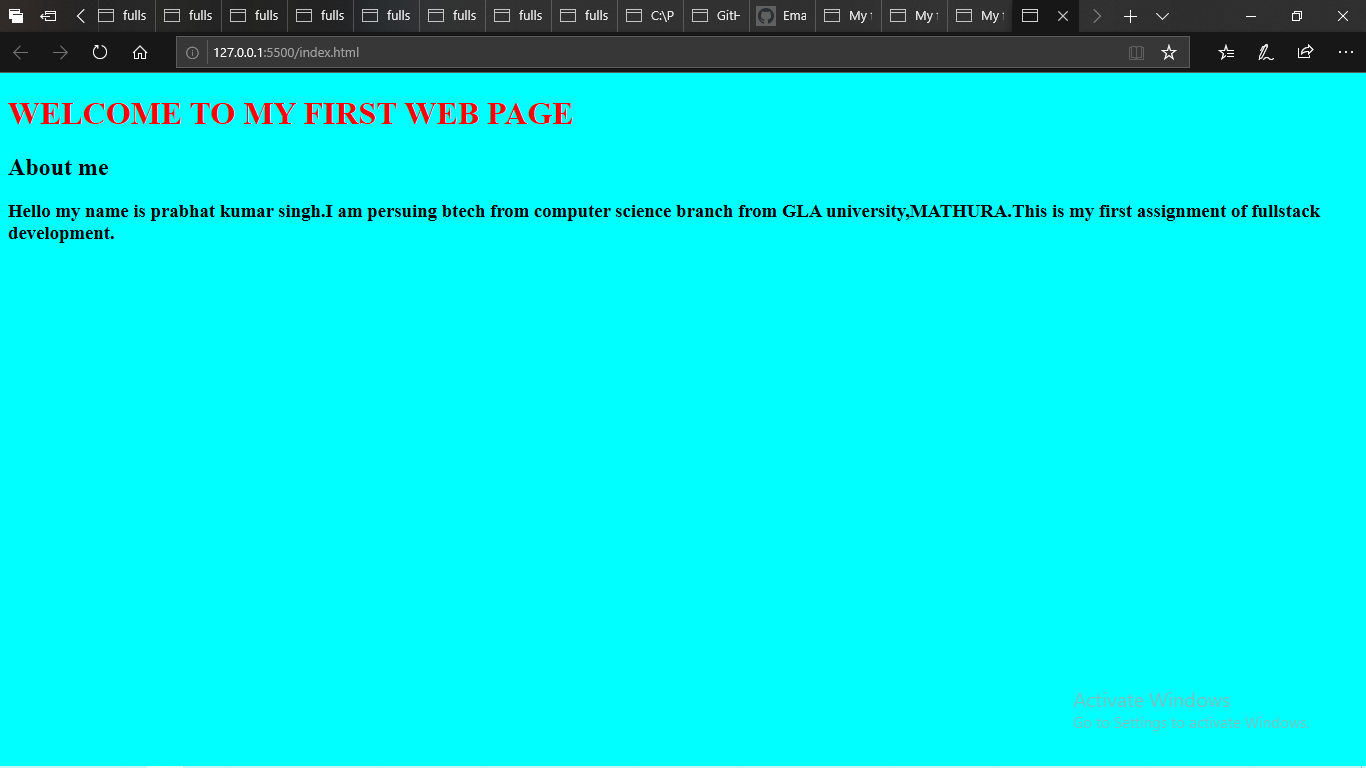 fulls fulls fulls fulls fulls fulls fulls fulls C:\P GitH Ema My My My
127.0.0.1:5500/index.html
WELCOME TO MY FIRST WEB PAGE
About me
Hello my name is prabhat kumar singh.I am persuing btech from computer science branch from GLA university,MATHURA.This is my first assignment of fullstack
development.
Activate Windows
Go to Settings to activate Windows.